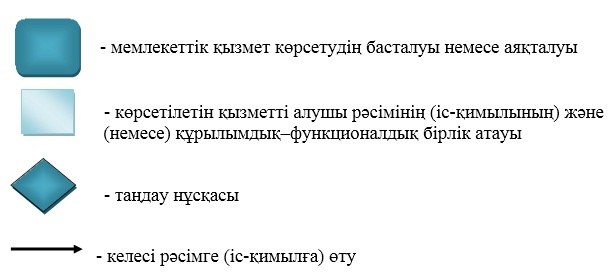 - мемлекеттік қызмет көрсетудің басталуы немесе аяқталуы
- көрсетілетін қызметті алушы рәсімінің (іс-қимылының) және
(немесе) құрылымдық–функционалдық бірлік атауы
- таңдау нұсқасы
- келесі рәсімге (іс-қимылға) өту